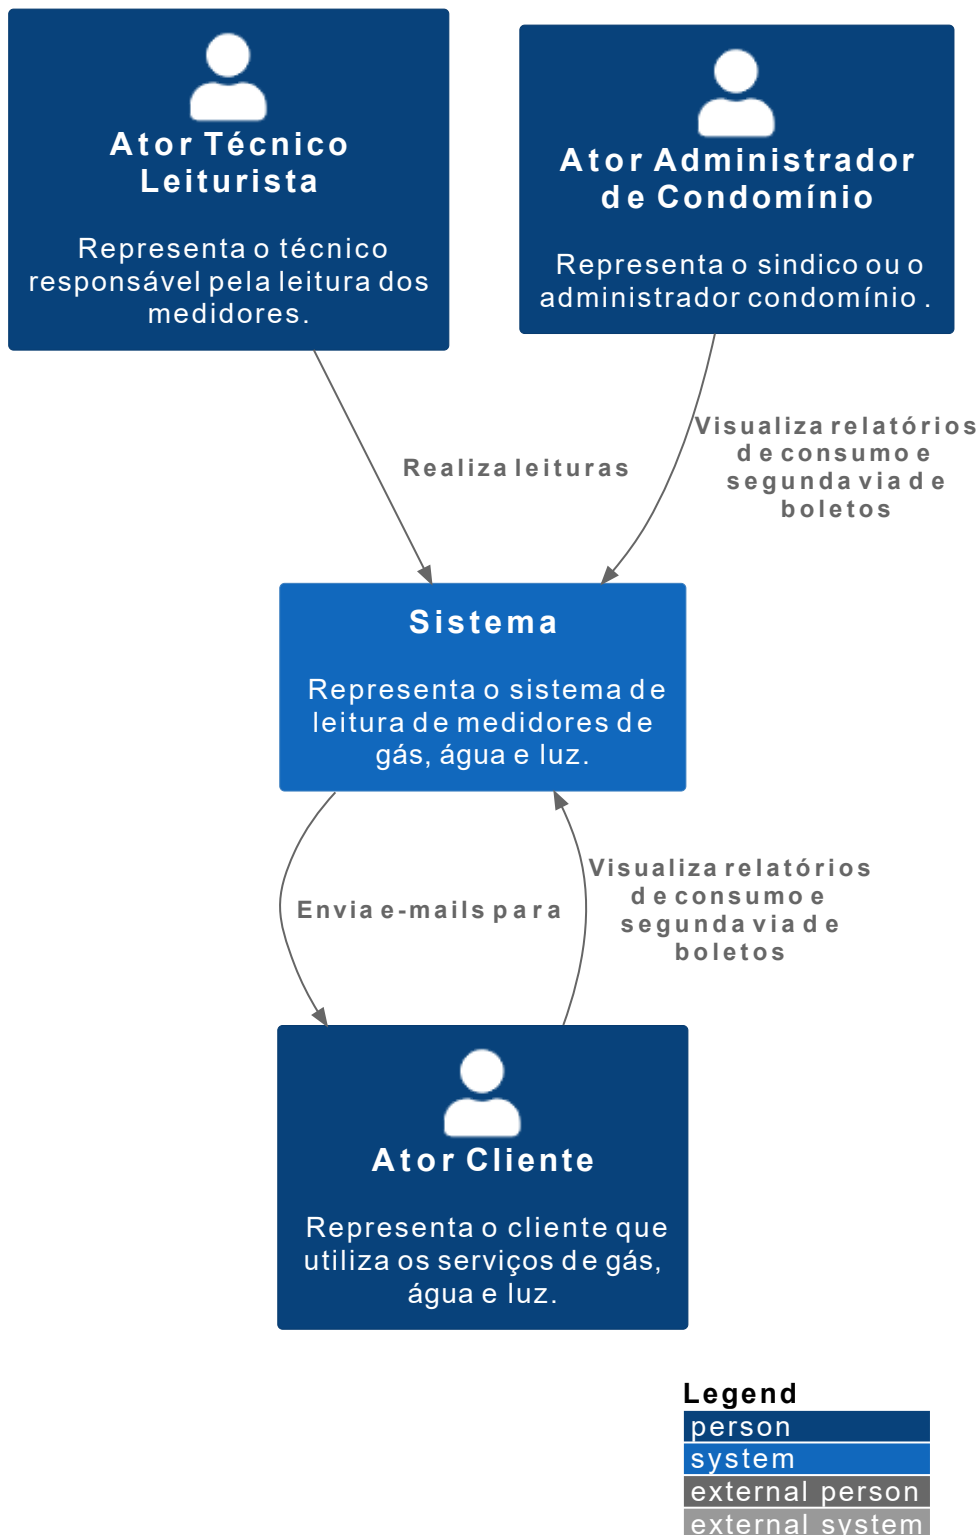 Ator Técnico
Leiturista
Representa o técnico
responsável pela leitura dos
medidores.
Ator Administrador
de Condomínio
Representa o sindico ou o
administrador condomínio .
Realiza leituras
Visualiza relatórios
de consumo e
segunda via de
boletos
Sistema
Representa o sistema de
leitura de medidores de
gás, água e luz.
Envia e-mails para
Visualiza relatórios
de consumo e
segunda via de
boletos
Ator Cliente
Representa o cliente que
utiliza os serviços de gás,
água e luz.
Legend
person
system
external person
external system